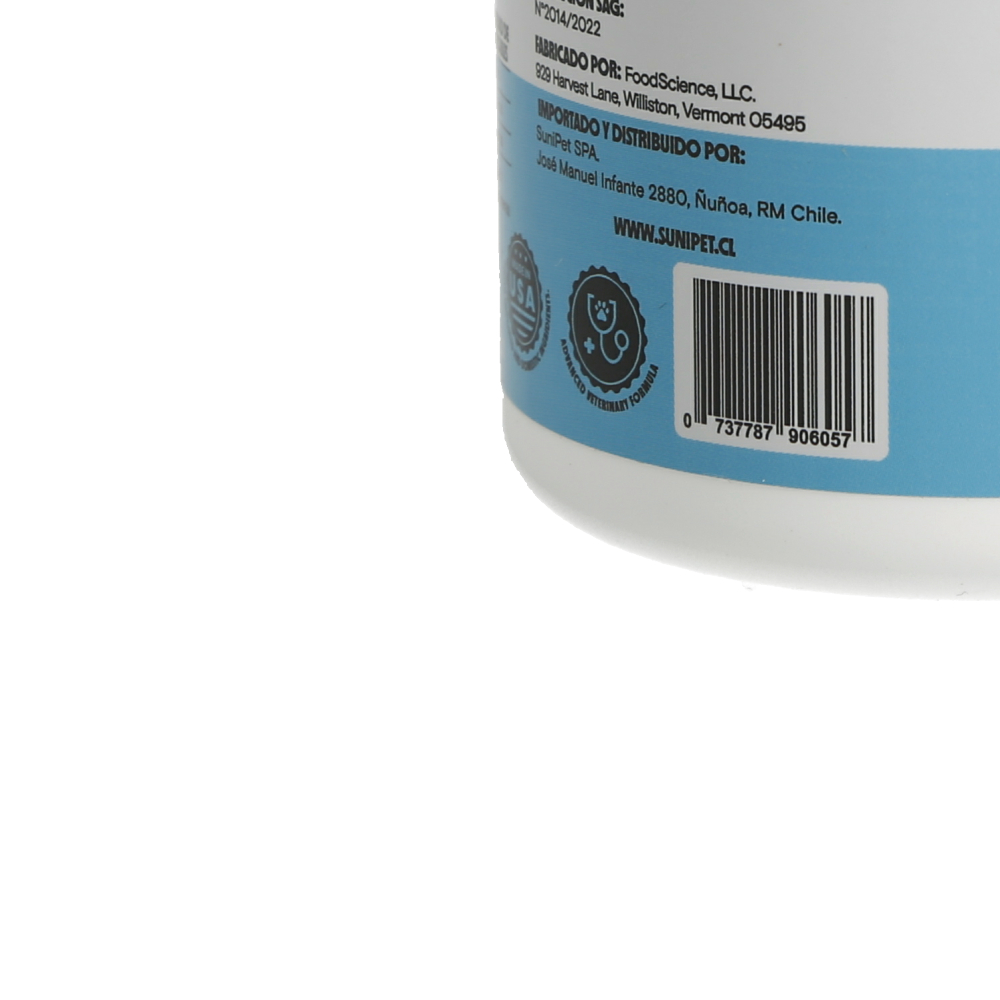 SAG:
N°2014/2022
FABRICADO POR: FoodScience, LLC.
929 Harvest Lane, Williston, Vermont 05495
IMPORTADO Y DISTRIBUIDO POR:
SuniPet SPA.
José Manuel Infante 2880, Ñuñoa, RM Chile.
WWW.SUNIPET.CL
USA
ADVANCED VETERINARY FORMULA
0 737787 906057